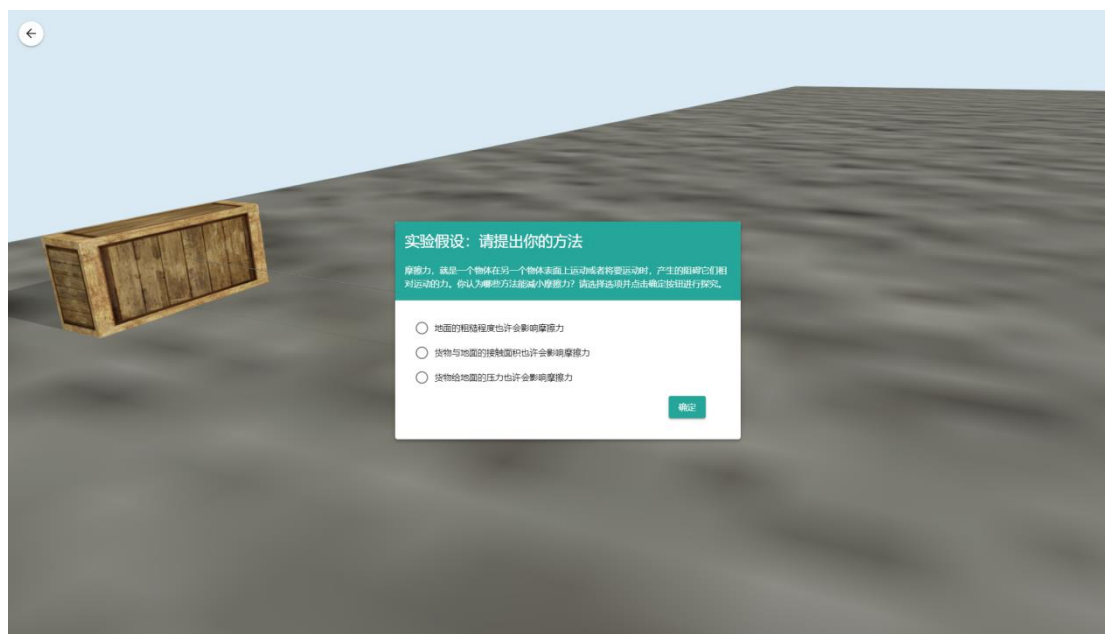 实验假设：请提出你的方法
摩擦力，就是一个物体在另一个物体表面上运动或者将要运动时，产生的阻碍它们相
对运动的力。你认为哪些方法能减小摩擦力？请选择选项并点击确定按钮进行探究。
地面的粗糙程度也许会影响摩擦力
货物与地面的接触面积也许会影响摩擦力
货物给地面的压力也许会影响摩擦力
确定